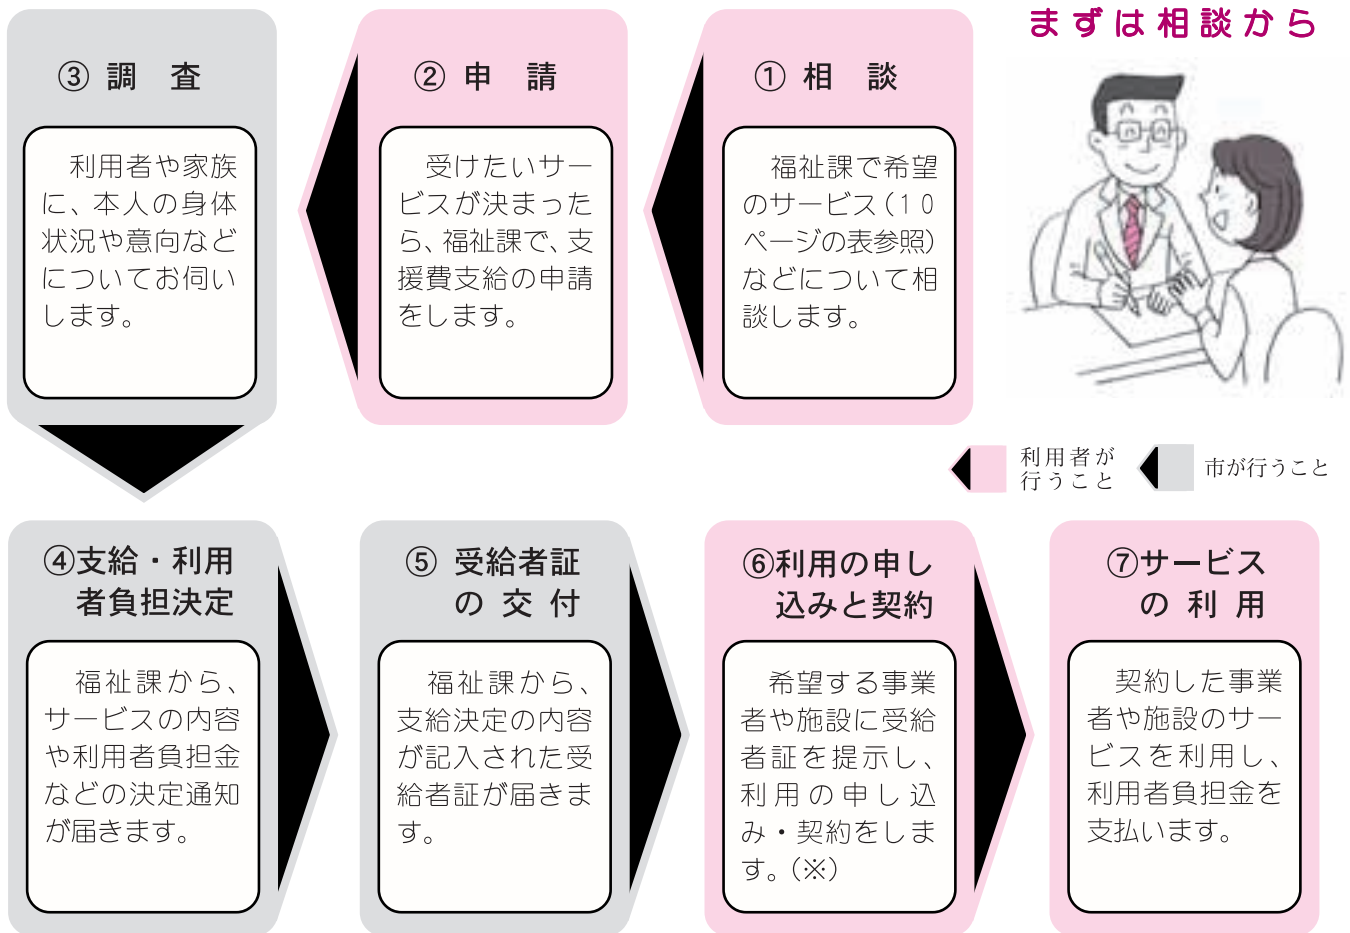 まずは相談から
① 相　談
　福祉課で希望
のサービス（１０
ページの表参照）
などについて相
談します。
② 申　請
　受けたいサー
ビスが決まった
ら、福祉課で、支
援費支給の申請
をします。
③ 調　査
　利用者や家族
に、本人の身体
状況や意向など
についてお伺い
します。
利用者が
行うこと
市が行うこと
④支給・利用
者負担決定
　福祉課から、
サービスの内容
や利用者負担金
などの決定通知
が届きます。
⑤ 受給者証
の 交 付
　福祉課から、
支給決定の内容
が記入された受
給者証が届きま
す。
⑥利用の申し
込みと契約
　希望する事業
者や施設に受給
者証を提示し、
利用の申し込
み・契約をしま
す。（※）
⑦サービス
の 利 用
　契約した事業
者や施設のサー
ビスを利用し、
利用者負担金を
支払います。